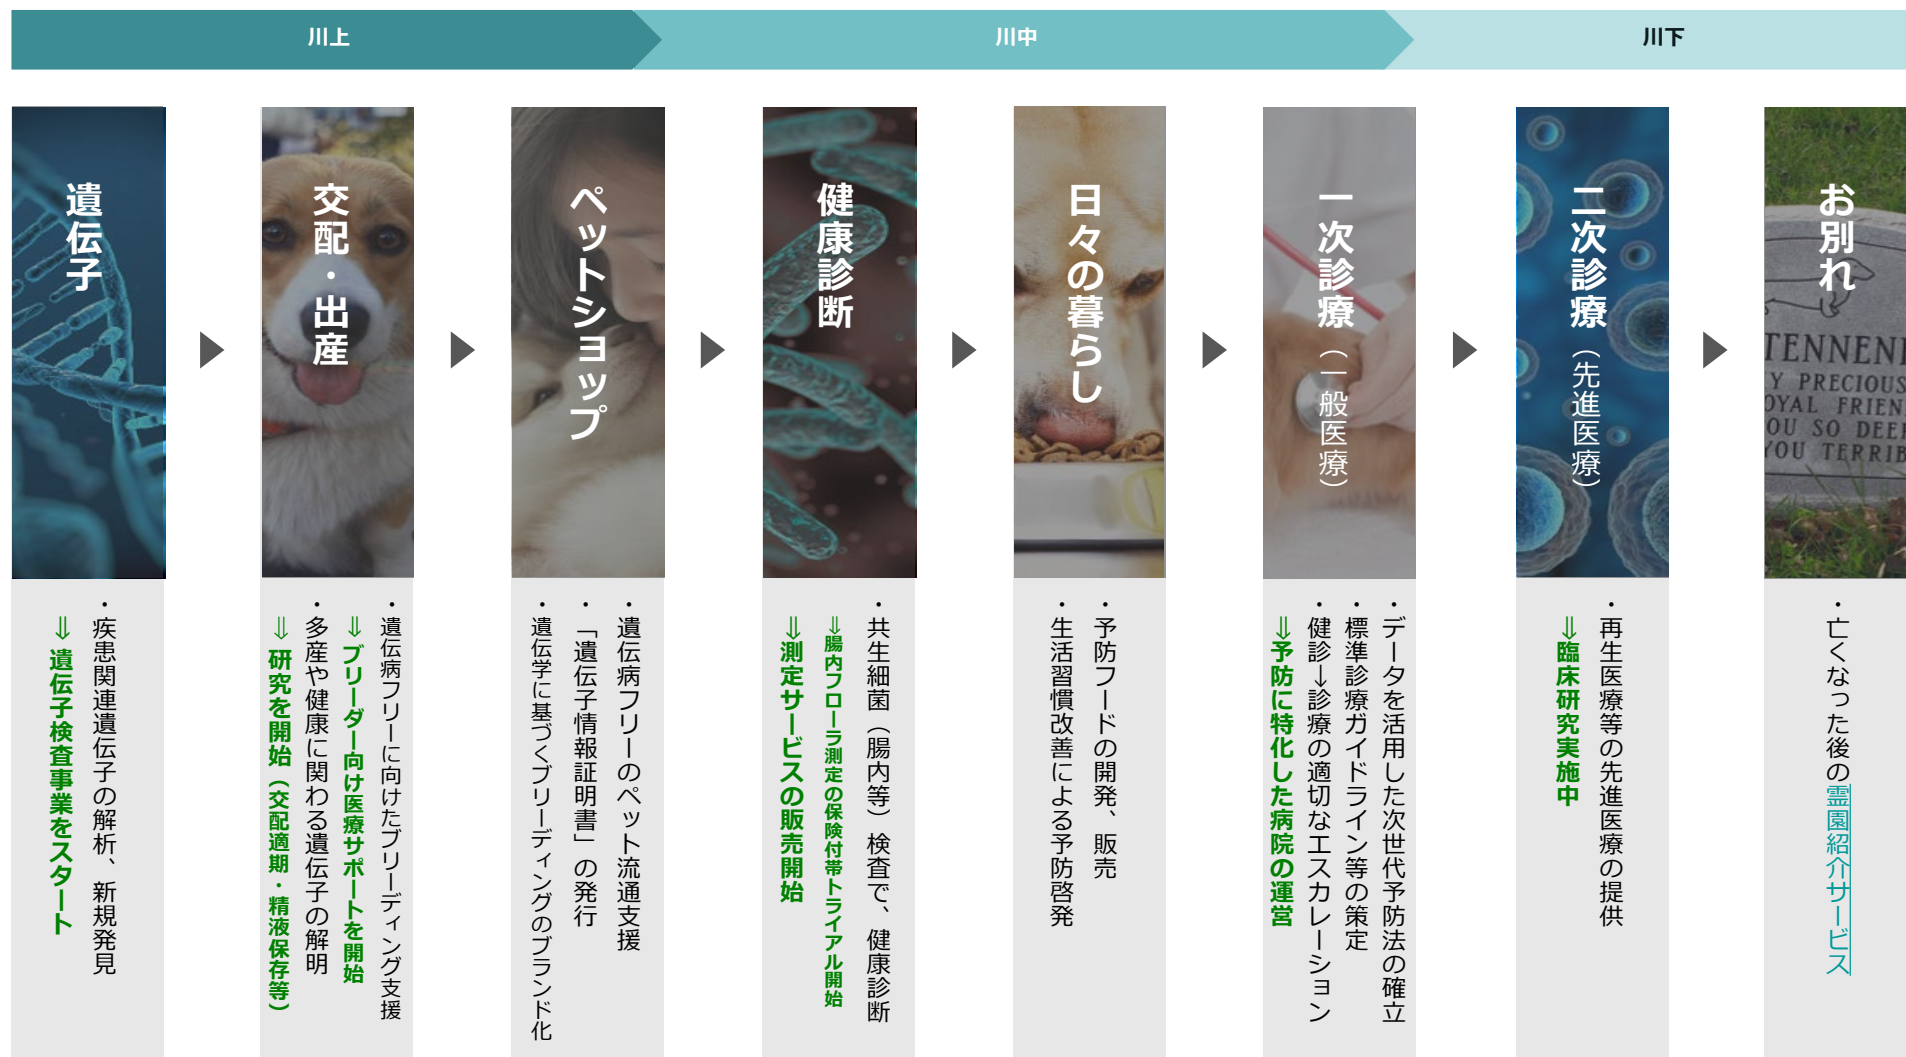 川上
川中
川下
遺伝子
・疾患関連遺伝子の解析、新規発見
⇒ 遺伝子検査事業をスタート
交配・出産
・遺伝病フリーに向けたブリーディング支援
⇒ ブリーダー向け医療サポートを開始
・多産や健康に関わる遺伝子の解明
⇒ 研究を開始（交配適期・精液保存等）
ペットショップ
・遺伝病フリーのペット流通支援
・「遺伝子情報証明書」の発行
・遺伝学に基づくブリーディングのブランド化
健康診断
・共生細菌（腸内等）検査で、健康診断
⇒腸内フローラ測定の保険付帯トライアル開始
⇒測定サービスの販売開始
日々の暮らし
・予防フードの開発、販売
・生活習慣改善による予防啓発
一次診療（一般医療）
・データを活用した次世代予防法の確立
・標準診療ガイドライン等の策定
・健診→診療の適切なエスカレーション
⇒予防に特化した病院の運営
二次診療（先進医療）
・再生医療等の先進医療の提供
⇒臨床研究実施中
お別れ
TENNEN
Y PRECIOUS
OYAL FRIEN
OU SO DEE
YOU TERRIB
・亡くなった後の霊園紹介サービス